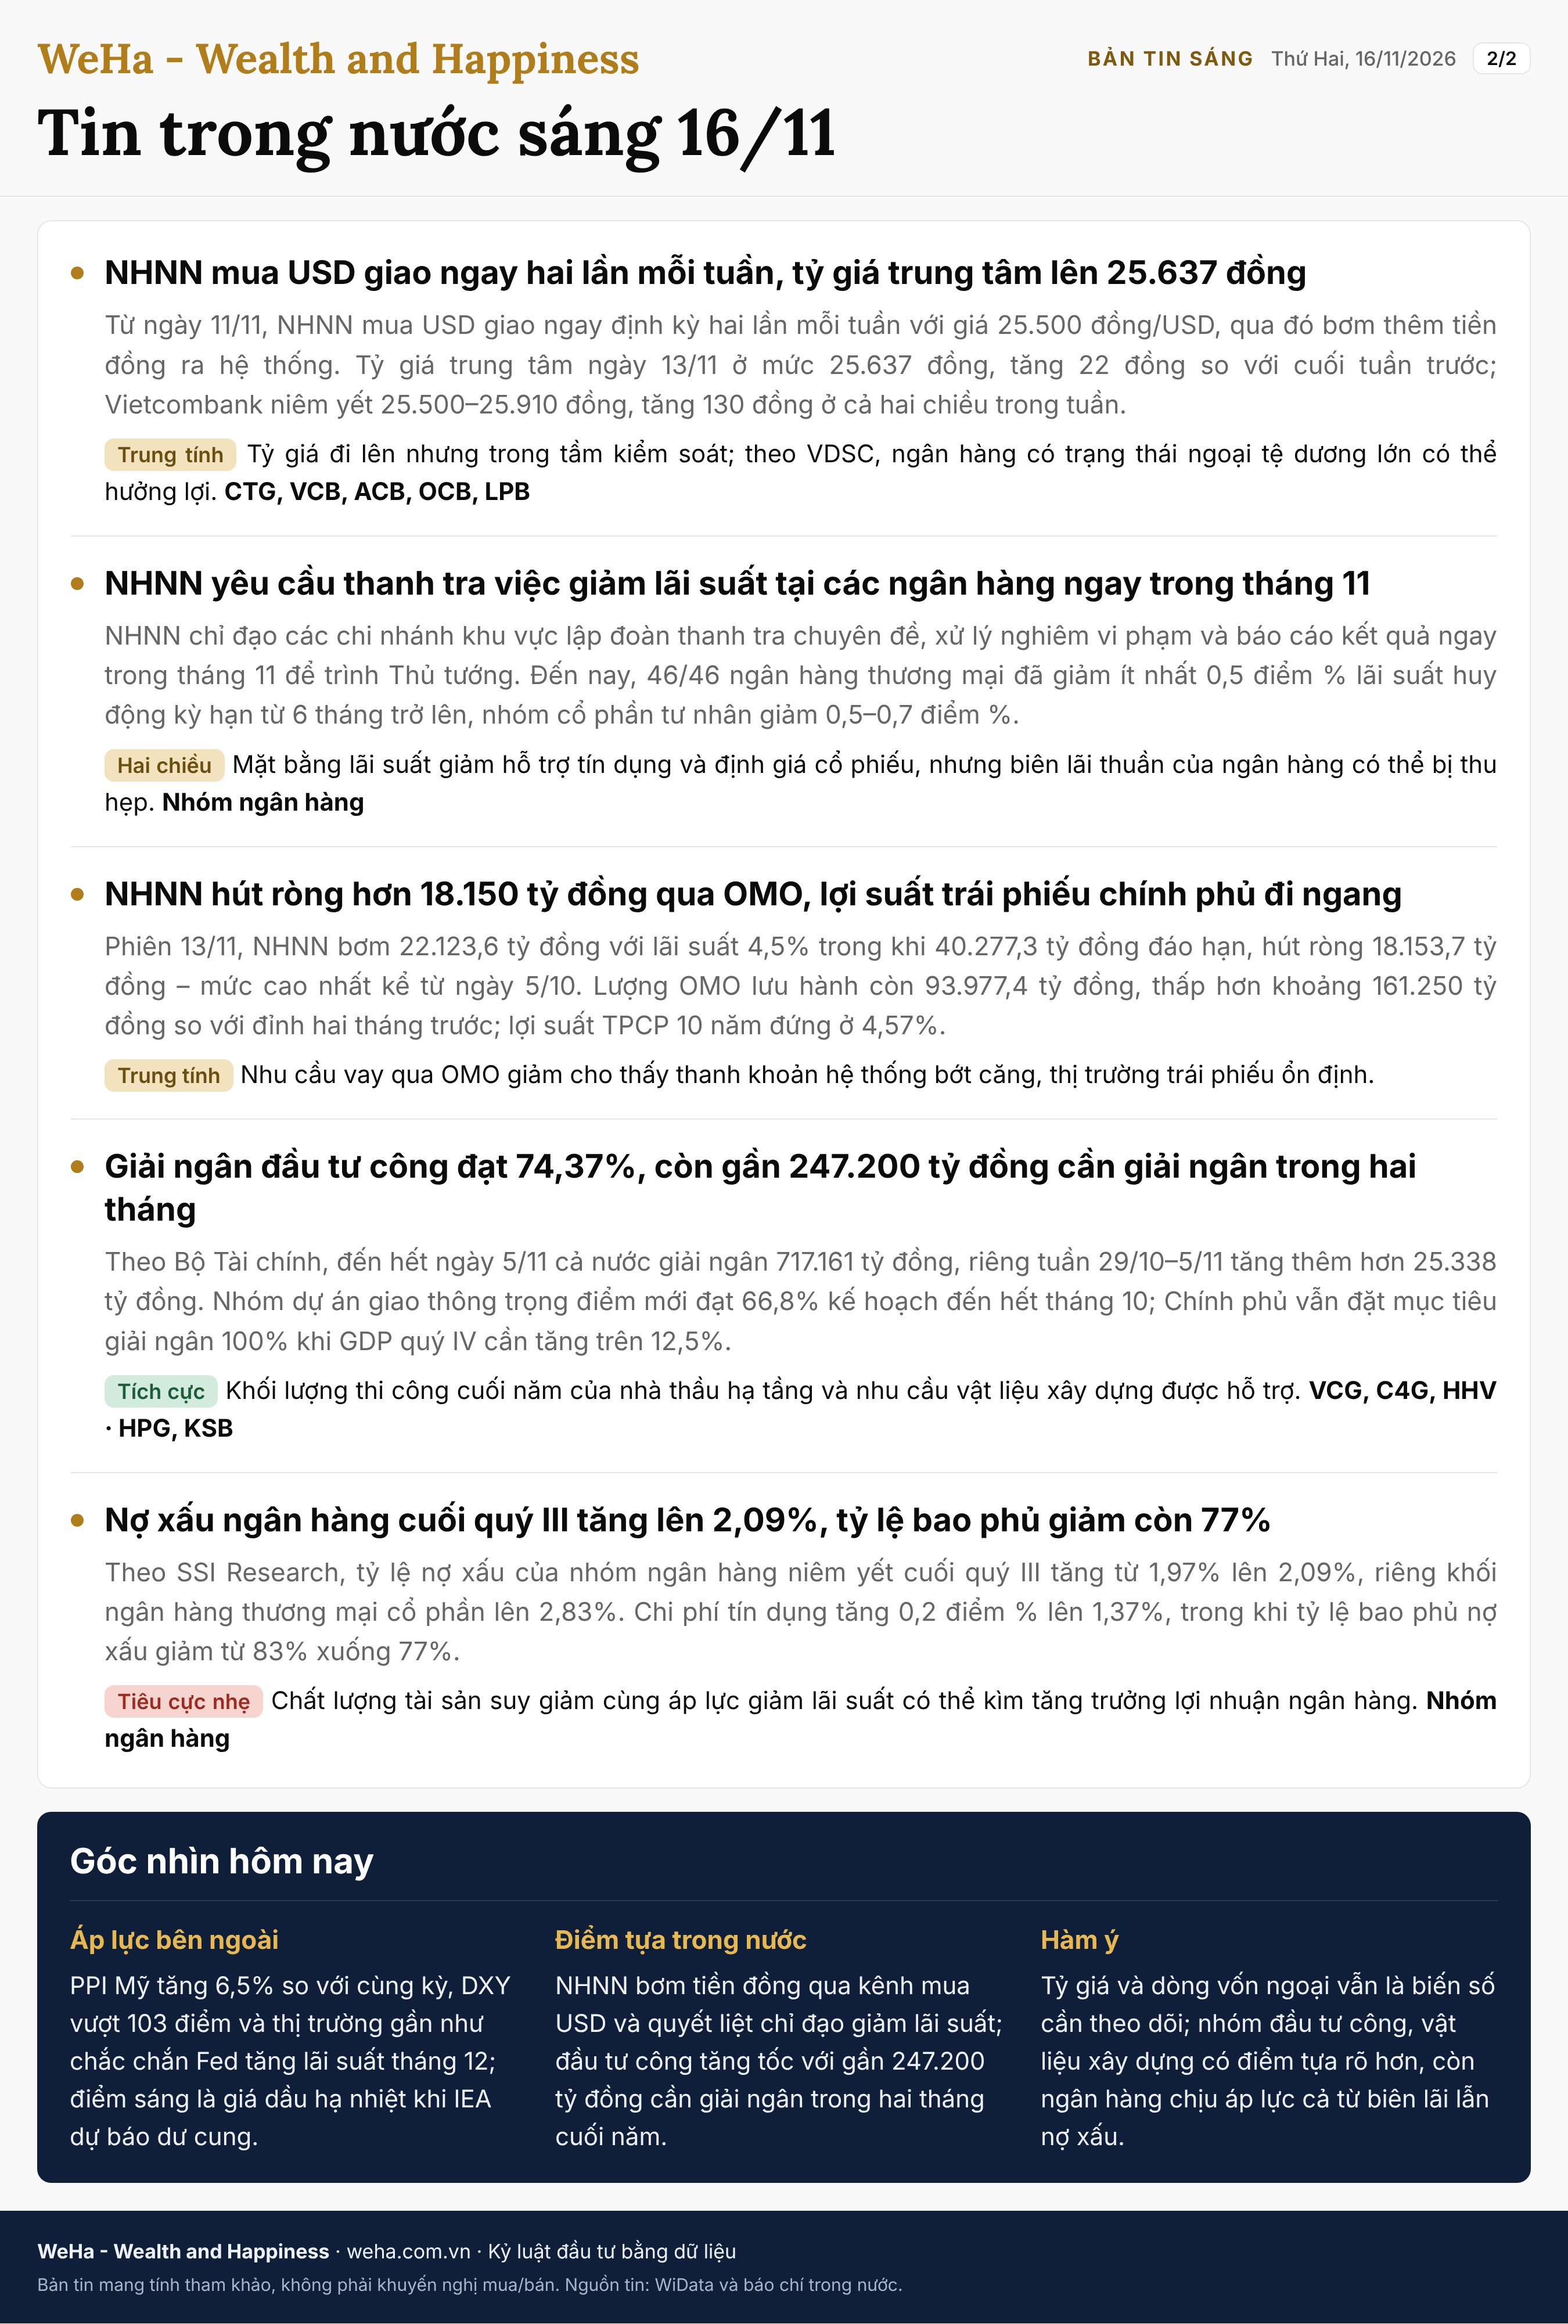 WeHa - Wealth and Happiness
BẢN TIN SÁNG Thứ Hai, 16/11/2026 2/2
Tin trong nước sáng 16/11
NHNN mua USD giao ngay hai lần mỗi tuần, tỷ giá trung tâm lên 25.637 đồng
Từ ngày 11/11, NHNN mua USD giao ngay định kỳ hai lần mỗi tuần với giá 25.500 đồng/USD, qua đó bơm thêm tiền
đồng ra hệ thống. Tỷ giá trung tâm ngày 13/11 ở mức 25.637 đồng, tăng 22 đồng so với cuối tuần trước;
Vietcombank niêm yết 25.500–25.910 đồng, tăng 130 đồng ở cả hai chiều trong tuần.
Trung tính Tỷ giá đi lên nhưng trong tầm kiểm soát; theo VDSC, ngân hàng có trạng thái ngoại tệ dương lớn có thể
hưởng lợi. CTG, VCB, ACB, OCB, LPB
NHNN yêu cầu thanh tra việc giảm lãi suất tại các ngân hàng ngay trong tháng 11
NHNN chỉ đạo các chi nhánh khu vực lập đoàn thanh tra chuyên đề, xử lý nghiêm vi phạm và báo cáo kết quả ngay
trong tháng 11 để trình Thủ tướng. Đến nay, 46/46 ngân hàng thương mại đã giảm ít nhất 0,5 điểm % lãi suất huy
động kỳ hạn từ 6 tháng trở lên, nhóm cổ phần tư nhân giảm 0,5–0,7 điểm %.
Hai chiều Mặt bằng lãi suất giảm hỗ trợ tín dụng và định giá cổ phiếu, nhưng biên lãi thuần của ngân hàng có thể bị thu
hẹp. Nhóm ngân hàng
NHNN hút ròng hơn 18.150 tỷ đồng qua OMO, lợi suất trái phiếu chính phủ đi ngang
Phiên 13/11, NHNN bơm 22.123,6 tỷ đồng với lãi suất 4,5% trong khi 40.277,3 tỷ đồng đáo hạn, hút ròng 18.153,7 tỷ
đồng – mức cao nhất kể từ ngày 5/10. Lượng OMO lưu hành còn 93.977,4 tỷ đồng, thấp hơn khoảng 161.250 tỷ
đồng so với đỉnh hai tháng trước; lợi suất TPCP 10 năm đứng ở 4,57%.
Trung tính Nhu cầu vay qua OMO giảm cho thấy thanh khoản hệ thống bớt căng, thị trường trái phiếu ổn định.
Giải ngân đầu tư công đạt 74,37%, còn gần 247.200 tỷ đồng cần giải ngân trong hai
tháng
Theo Bộ Tài chính, đến hết ngày 5/11 cả nước giải ngân 717.161 tỷ đồng, riêng tuần 29/10–5/11 tăng thêm hơn 25.338
tỷ đồng. Nhóm dự án giao thông trọng điểm mới đạt 66,8% kế hoạch đến hết tháng 10; Chính phủ vẫn đặt mục tiêu
giải ngân 100% khi GDP quý IV cần tăng trên 12,5%.
Tích cực Khối lượng thi công cuối năm của nhà thầu hạ tầng và nhu cầu vật liệu xây dựng được hỗ trợ. VCG, C4G, HHV
· HPG, KSB
Nợ xấu ngân hàng cuối quý III tăng lên 2,09%, tỷ lệ bao phủ giảm còn 77%
Theo SSI Research, tỷ lệ nợ xấu của nhóm ngân hàng niêm yết cuối quý III tăng từ 1,97% lên 2,09%, riêng khối
ngân hàng thương mại cổ phần lên 2,83%. Chi phí tín dụng tăng 0,2 điểm % lên 1,37%, trong khi tỷ lệ bao phủ nợ
xấu giảm từ 83% xuống 77%.
Tiêu cực nhẹ Chất lượng tài sản suy giảm cùng áp lực giảm lãi suất có thể kìm tăng trưởng lợi nhuận ngân hàng. Nhóm
ngân hàng
Góc nhìn hôm nay
Áp lực bên ngoài
PPI Mỹ tăng 6,5% so với cùng kỳ, DXY
vượt 103 điểm và thị trường gần như
chắc chắn Fed tăng lãi suất tháng 12;
điểm sáng là giá dầu hạ nhiệt khi IEA
dự báo dư cung.
Điểm tựa trong nước
NHNN bơm tiền đồng qua kênh mua
USD và quyết liệt chỉ đạo giảm lãi suất;
đầu tư công tăng tốc với gần 247.200
tỷ đồng cần giải ngân trong hai tháng
cuối năm.
Hàm ý
Tỷ giá và dòng vốn ngoại vẫn là biến số
cần theo dõi; nhóm đầu tư công, vật
liệu xây dựng có điểm tựa rõ hơn, còn
ngân hàng chịu áp lực cả từ biên lãi lẫn
nợ xấu.
WeHa - Wealth and Happiness · weha.com.vn · Kỷ luật đầu tư bằng dữ liệu
Bản tin mang tính tham khảo, không phải khuyến nghị mua/bán. Nguồn tin: WiData và báo chí trong nước.